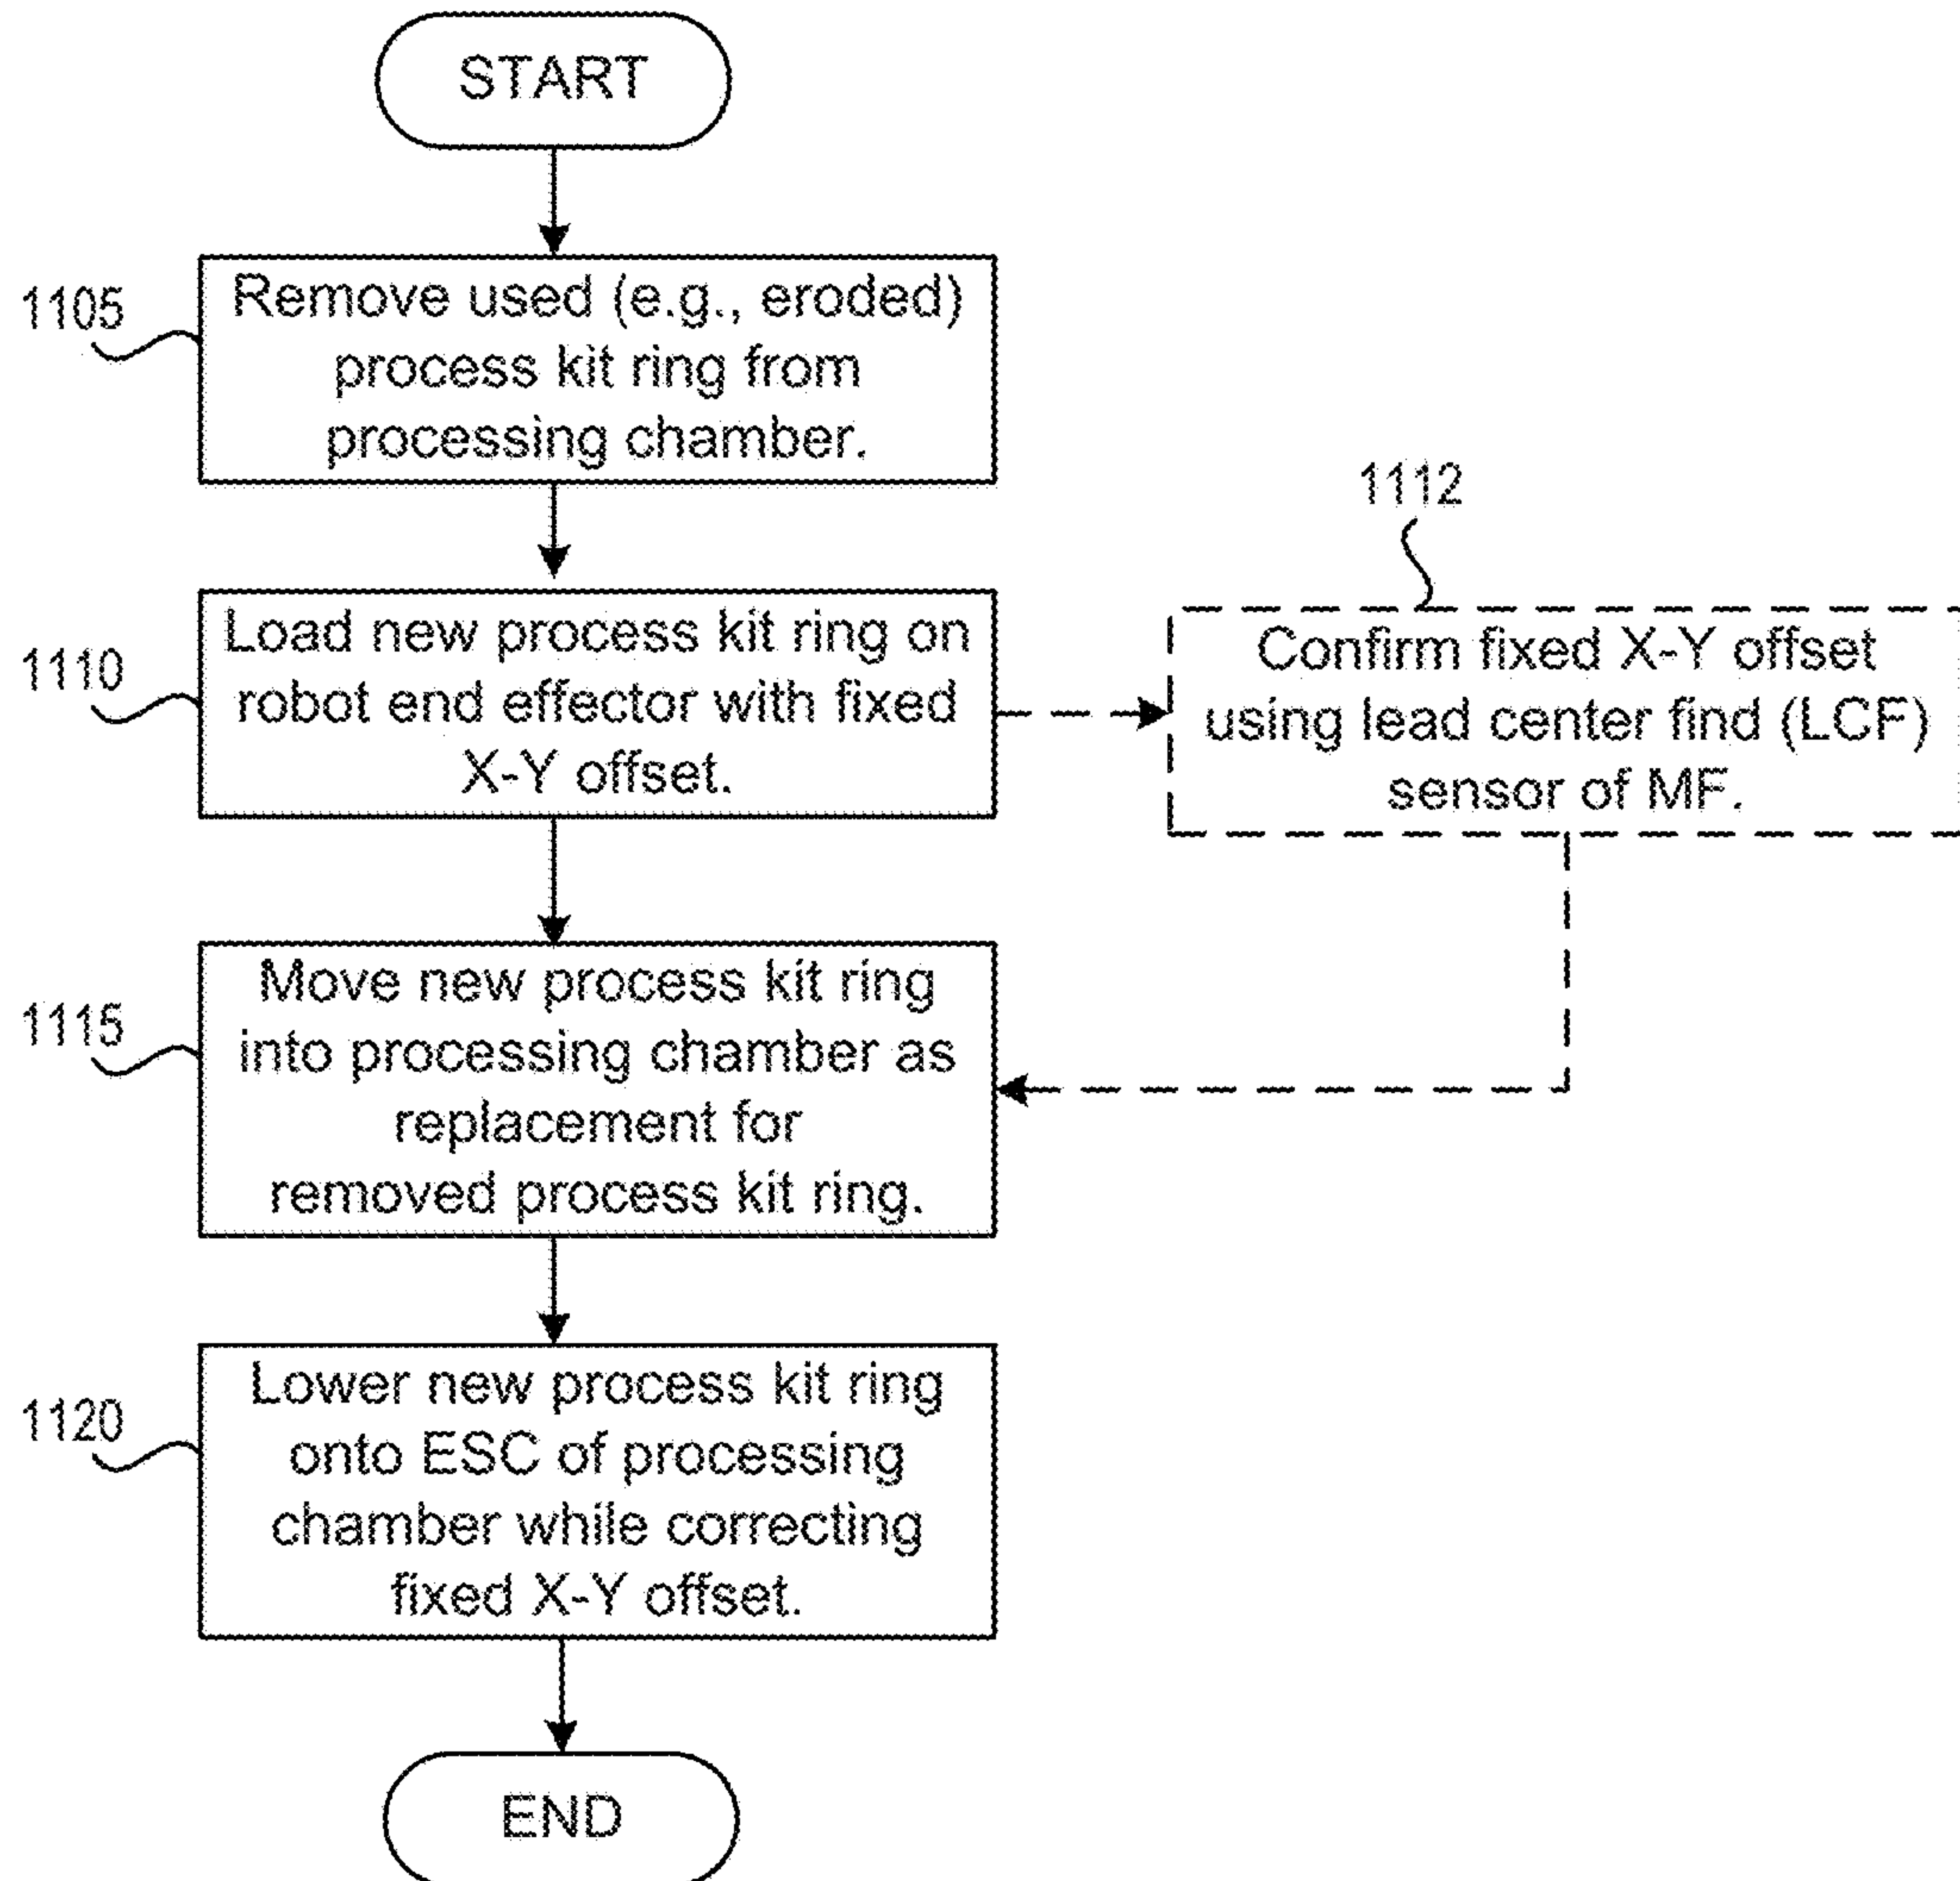 START
1105
Remove used (e.g., eroded)
process kit ring from
processing chamber.
1110
Load new process kit ring on
robot end effector with fixed
X-Y offset.
1112
Confirm fixed X-Y offset
using lead center find (LCF)
sensor of MF.
1115
Move new process kit ring
into processing chamber as
replacement for
removed process kit ring.
1120
Lower new process kit ring
onto ESC of processing
chamber while correcting
fixed X-Y offset.
END